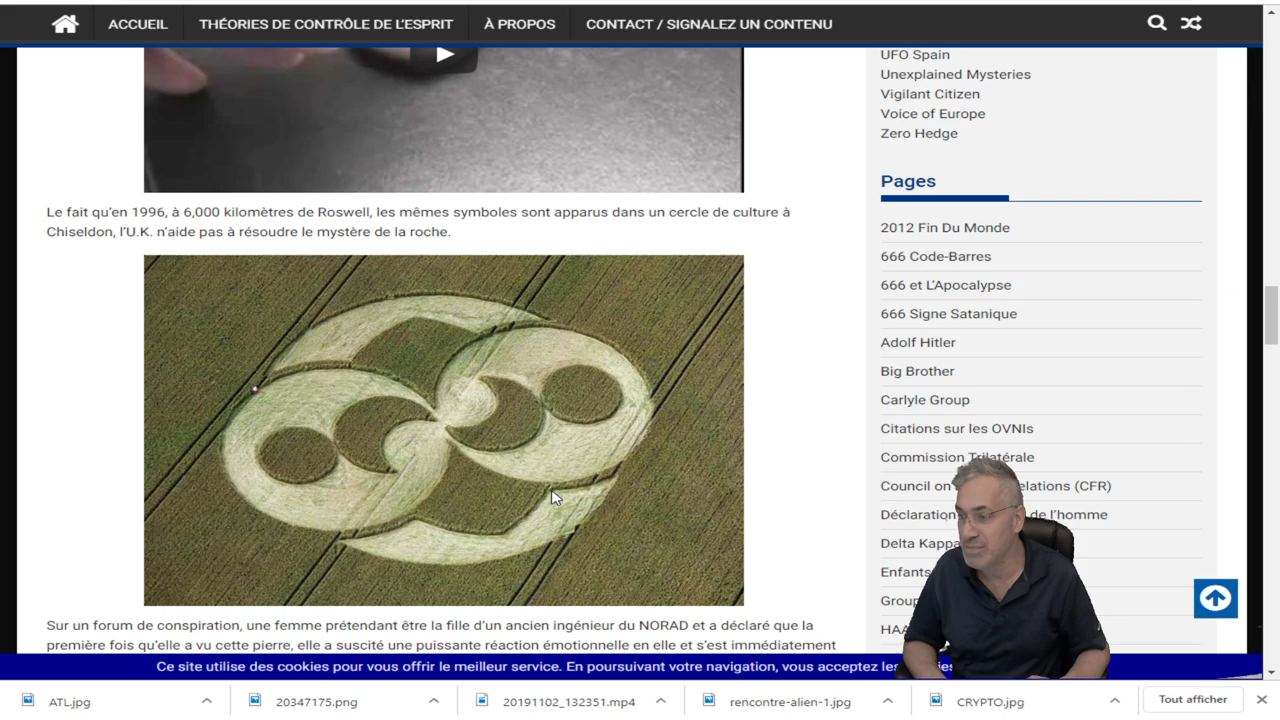 ACCUEIL THÉORIES DE CONTRÔLE DE L'ESPRIT À PROPOS CONTACT / SIGNALEZ UN CONTENU
Le fait qu'en 1996, à 6,000 kilomètres de Roswell, les mêmes symboles sont apparus dans un cercle de culture à
Chiseldon, l'U.K. n'aide pas à résoudre le mystère de la roche.
Sur un forum de conspiration, une femme prétendant être la fille d'un ancien ingénieur du NORAD et a déclaré que la
première fois qu'elle a vu cette pierre, elle a suscité une puissante réaction émotionnelle en elle et s'est immédiatement
UFO Spain
Unexplained Mysteries
Vigilant Citizen
Voice of Europe
Zero Hedge
Pages
2012 Fin Du Monde
666 Code-Barres
666 et L'Apocalypse
666 Signe Satanique
Adolf Hitler
Big Brother
Carlyle Group
Citations sur les OVNIs
Commission Trilatérale
Council on elations (CFR)
Déclaration de l'homme
Delta Kappa
Enfants
Group
HAA
Ce site utilise des cookies pour vous offrir le meilleur service. En poursuivant votre navigation, vous acceptez les
ATL.jpg 20347175.png 20191102_132351.mp4 rencontre-alien-1.jpg CRYPTO.jpg Tout afficher